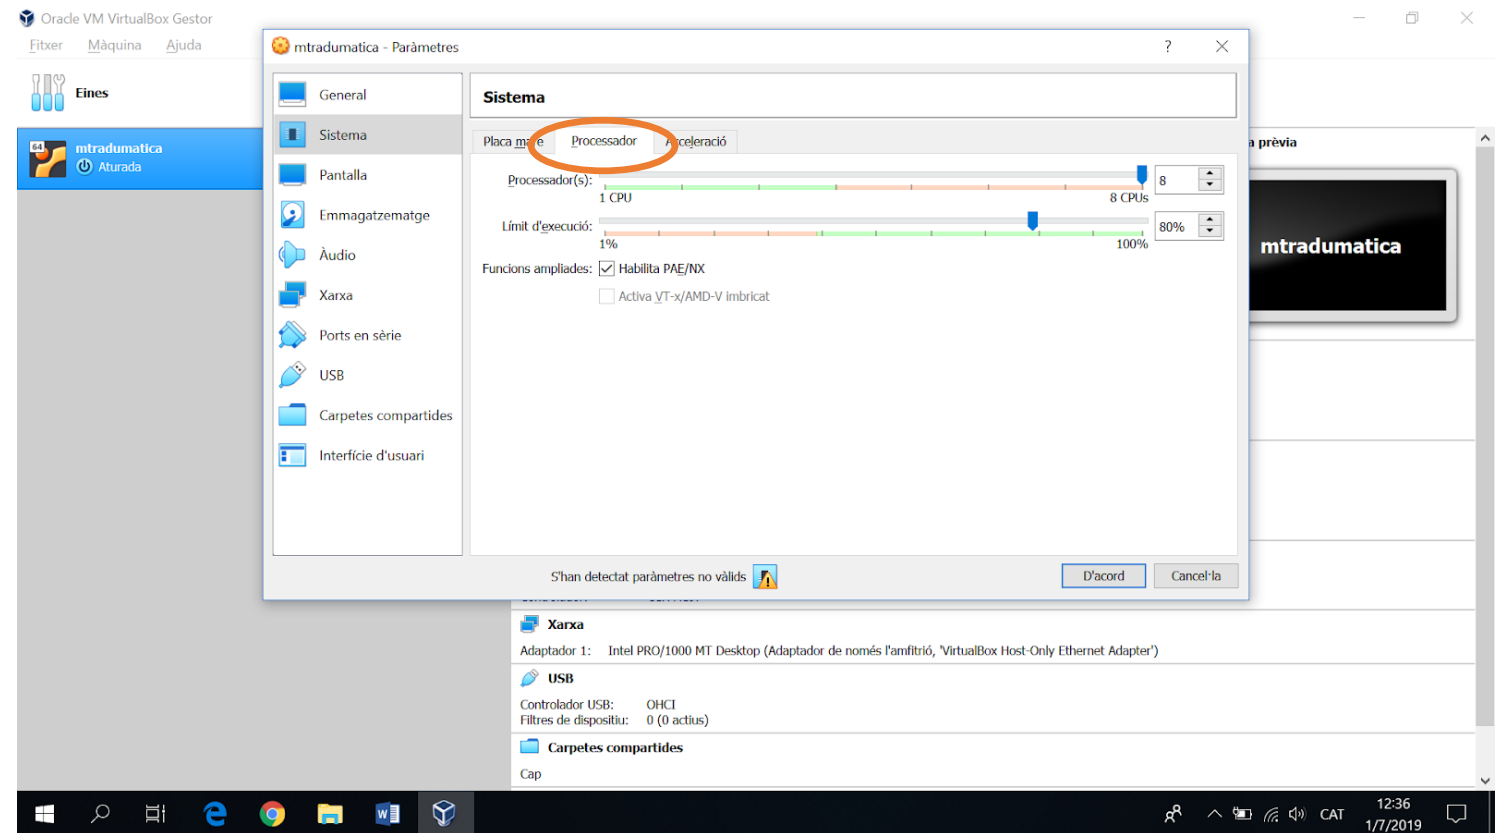 Oracle VM VirtualBox Gestor
Fitxer Màquina Ajuda
Eines
64
mtradumatica
Aturada
mtradumatica - Paràmetres
?
General
Sistema
Pantalla
Emmagatzematge
Àudio
Xarxa
Ports en sèrie
USB
Carpetes compartides
Interfície d'usuari
Sistema
Placa mare Processador Acceleració
Processador(s): 8
1 CPU 8 CPUs
Límit d'execució: 80%
1% 100%
Funcions ampliades: Habilita PAE/NX
Activa VT-x/AMD-V imbricat
S'han detectat paràmetres no vàlids
D'acord Cancel·la
a prèvia
mtradumatica
Xarxa
Adaptador 1: Intel PRO/1000 MT Desktop (Adaptador de només l'amfitrió, 'VirtualBox Host-Only Ethernet Adapter')
USB
Controlador USB: OHCI
Filtres de dispositiu: 0 (0 actius)
Carpetes compartides
Cap
CAT
12:36
1/7/2019